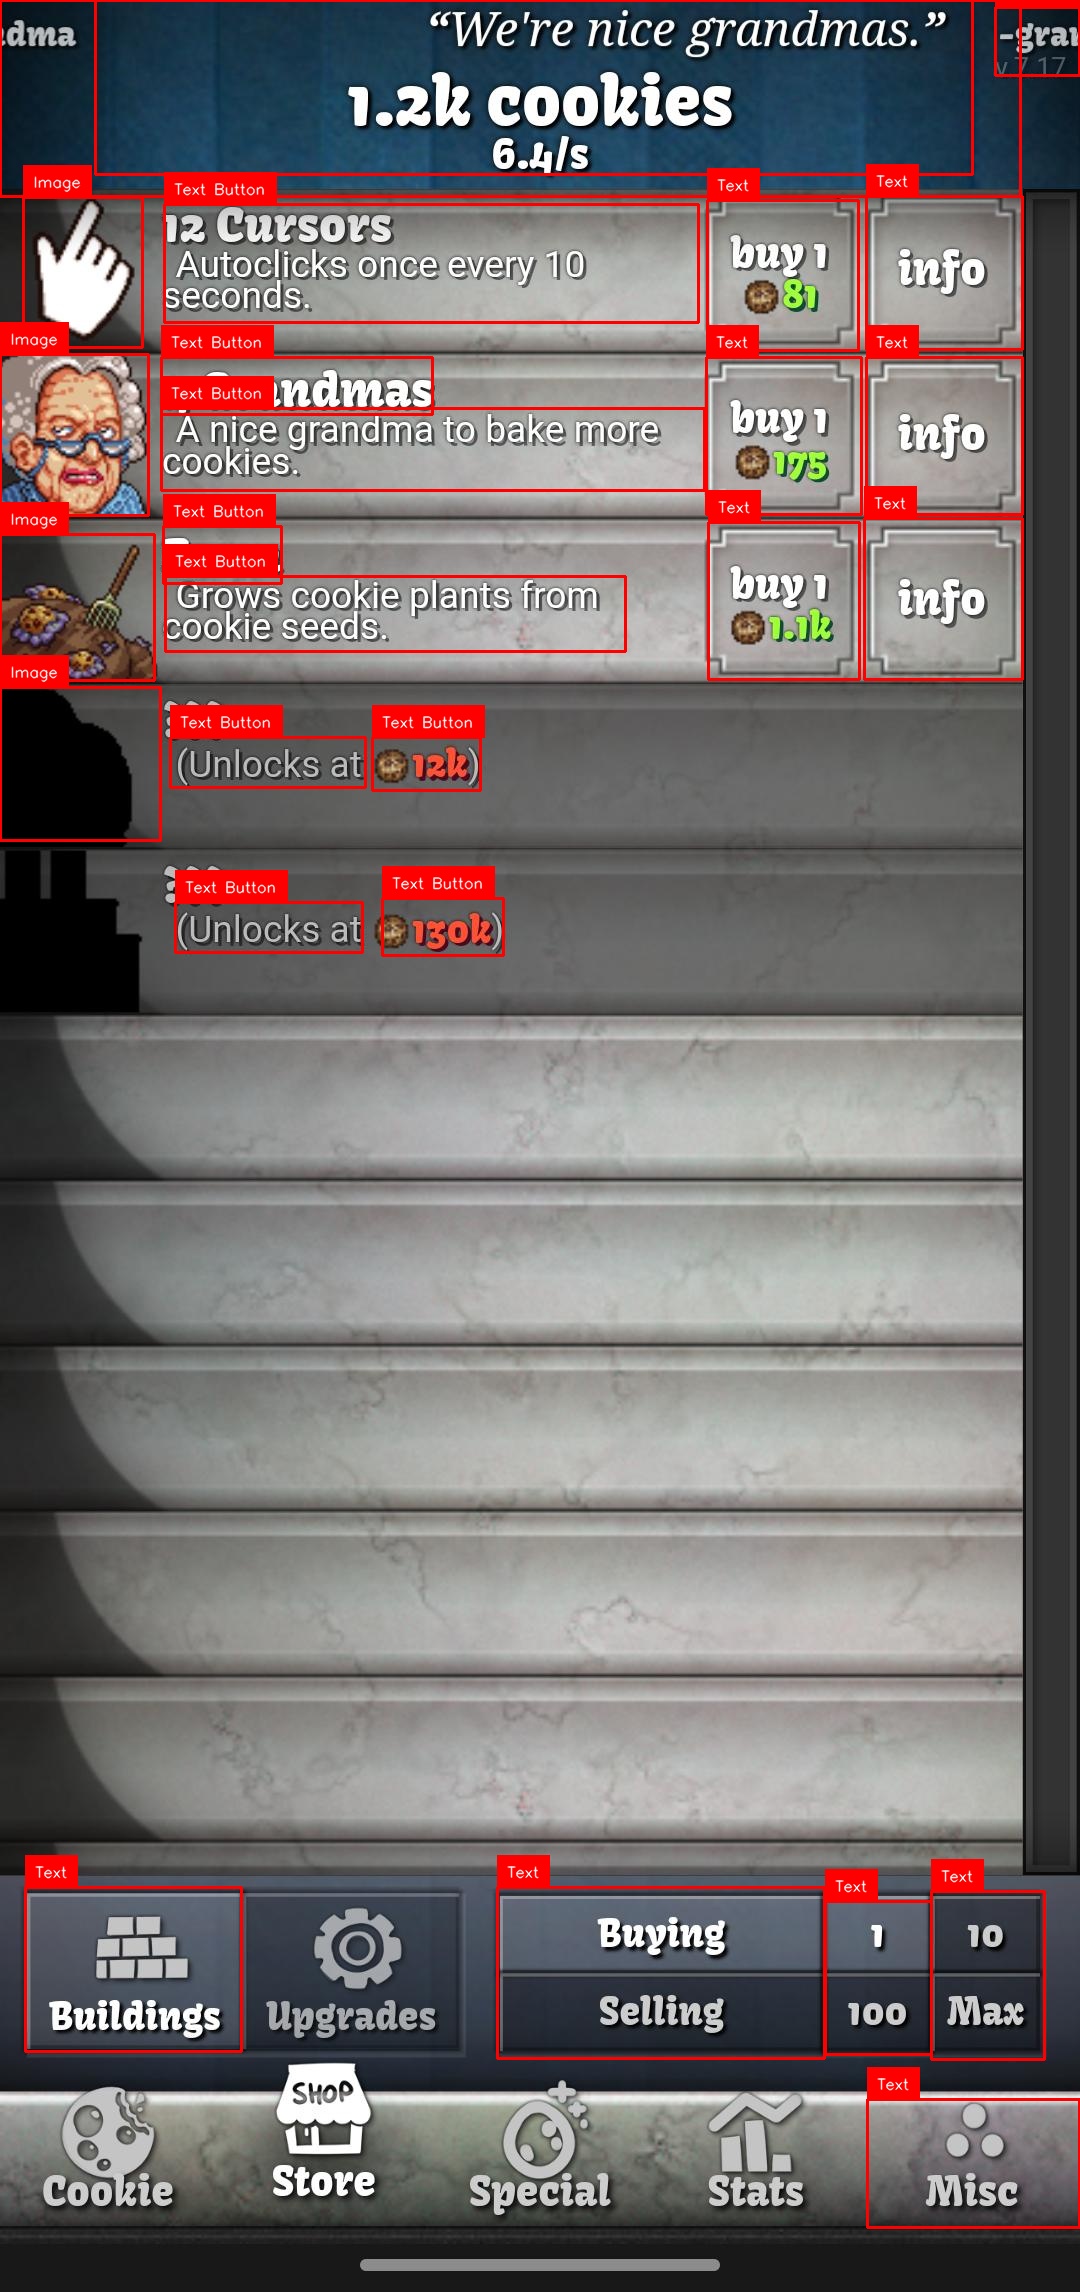 dma
“We're nice grandmas.”
-gran
v 7.17
1.2k cookies
6.4/s
Image
Text Button
Text
Text
12 Cursors
Autoclicks once every 10
seconds.
buy 1
81
info
Image
Text Button
Text
Text
Text Button
andmas
A nice grandma to bake more
cookies.
buy 1
175
info
Image
Text Button
Text
Text
Text Button
Grows cookie plants from
cookie seeds.
buy 1
1.1k
info
Image
Text Button
Text Button
(Unlocks at 12k)
Text Button
Text Button
(Unlocks at 130k)
Text
Text
Text
Text
Buildings
Upgrades
Buying
1
10
Selling
100
Max
Text
SHOP
Cookie
Store
Special
Stats
Misc